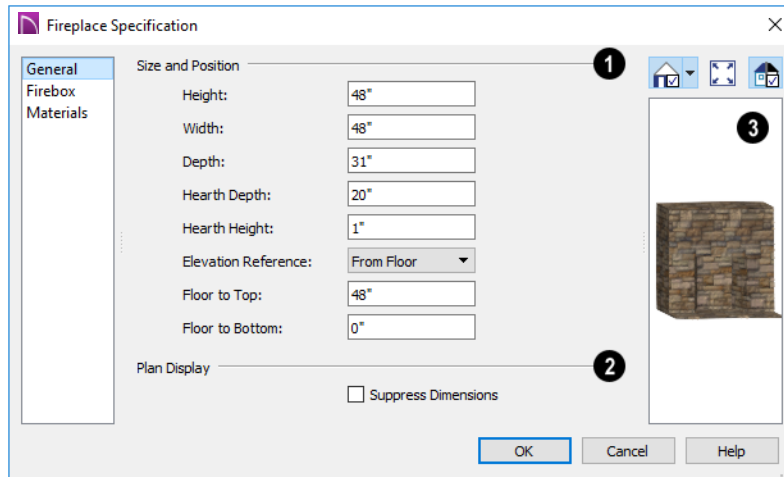 Fireplace Specification
General
Firebox
Materials
Size and Position
1
Height: 48"
Width: 48"
Depth: 31"
Hearth Depth: 20"
Hearth Height: 1"
Elevation Reference: From Floor
Floor to Top: 48"
Floor to Bottom: 0"
Plan Display
2
Suppress Dimensions
3
OK Cancel Help